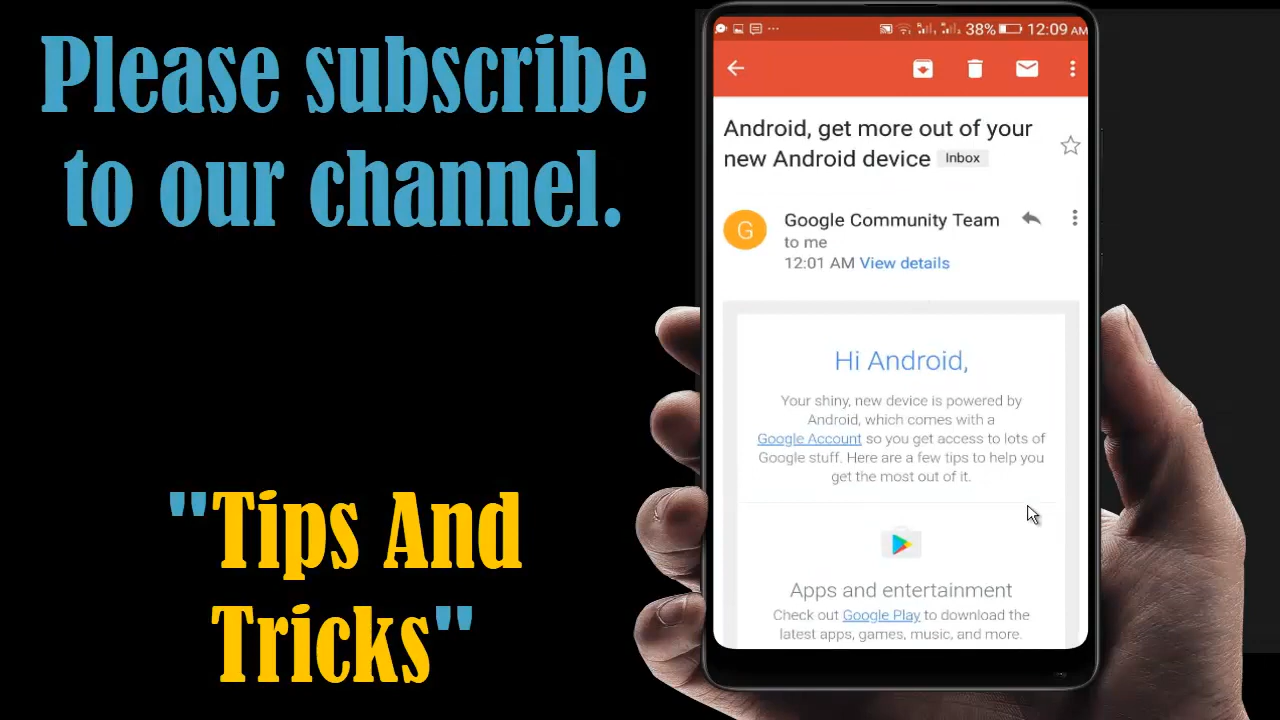 Please subscribe
to our channel.
"Tips And
Tricks"
38% 12:09 AM
Android, get more out of your
new Android device Inbox
G
Google Community Team
to me
12:01 AM View details
Hi Android,
Your shiny, new device is powered by
Android, which comes with a
Google Account so you get access to lots of
Google stuff. Here are a few tips to help you
get the most out of it.
Apps and entertainment
Check out Google Play to download the
latest apps, games, music, and more.